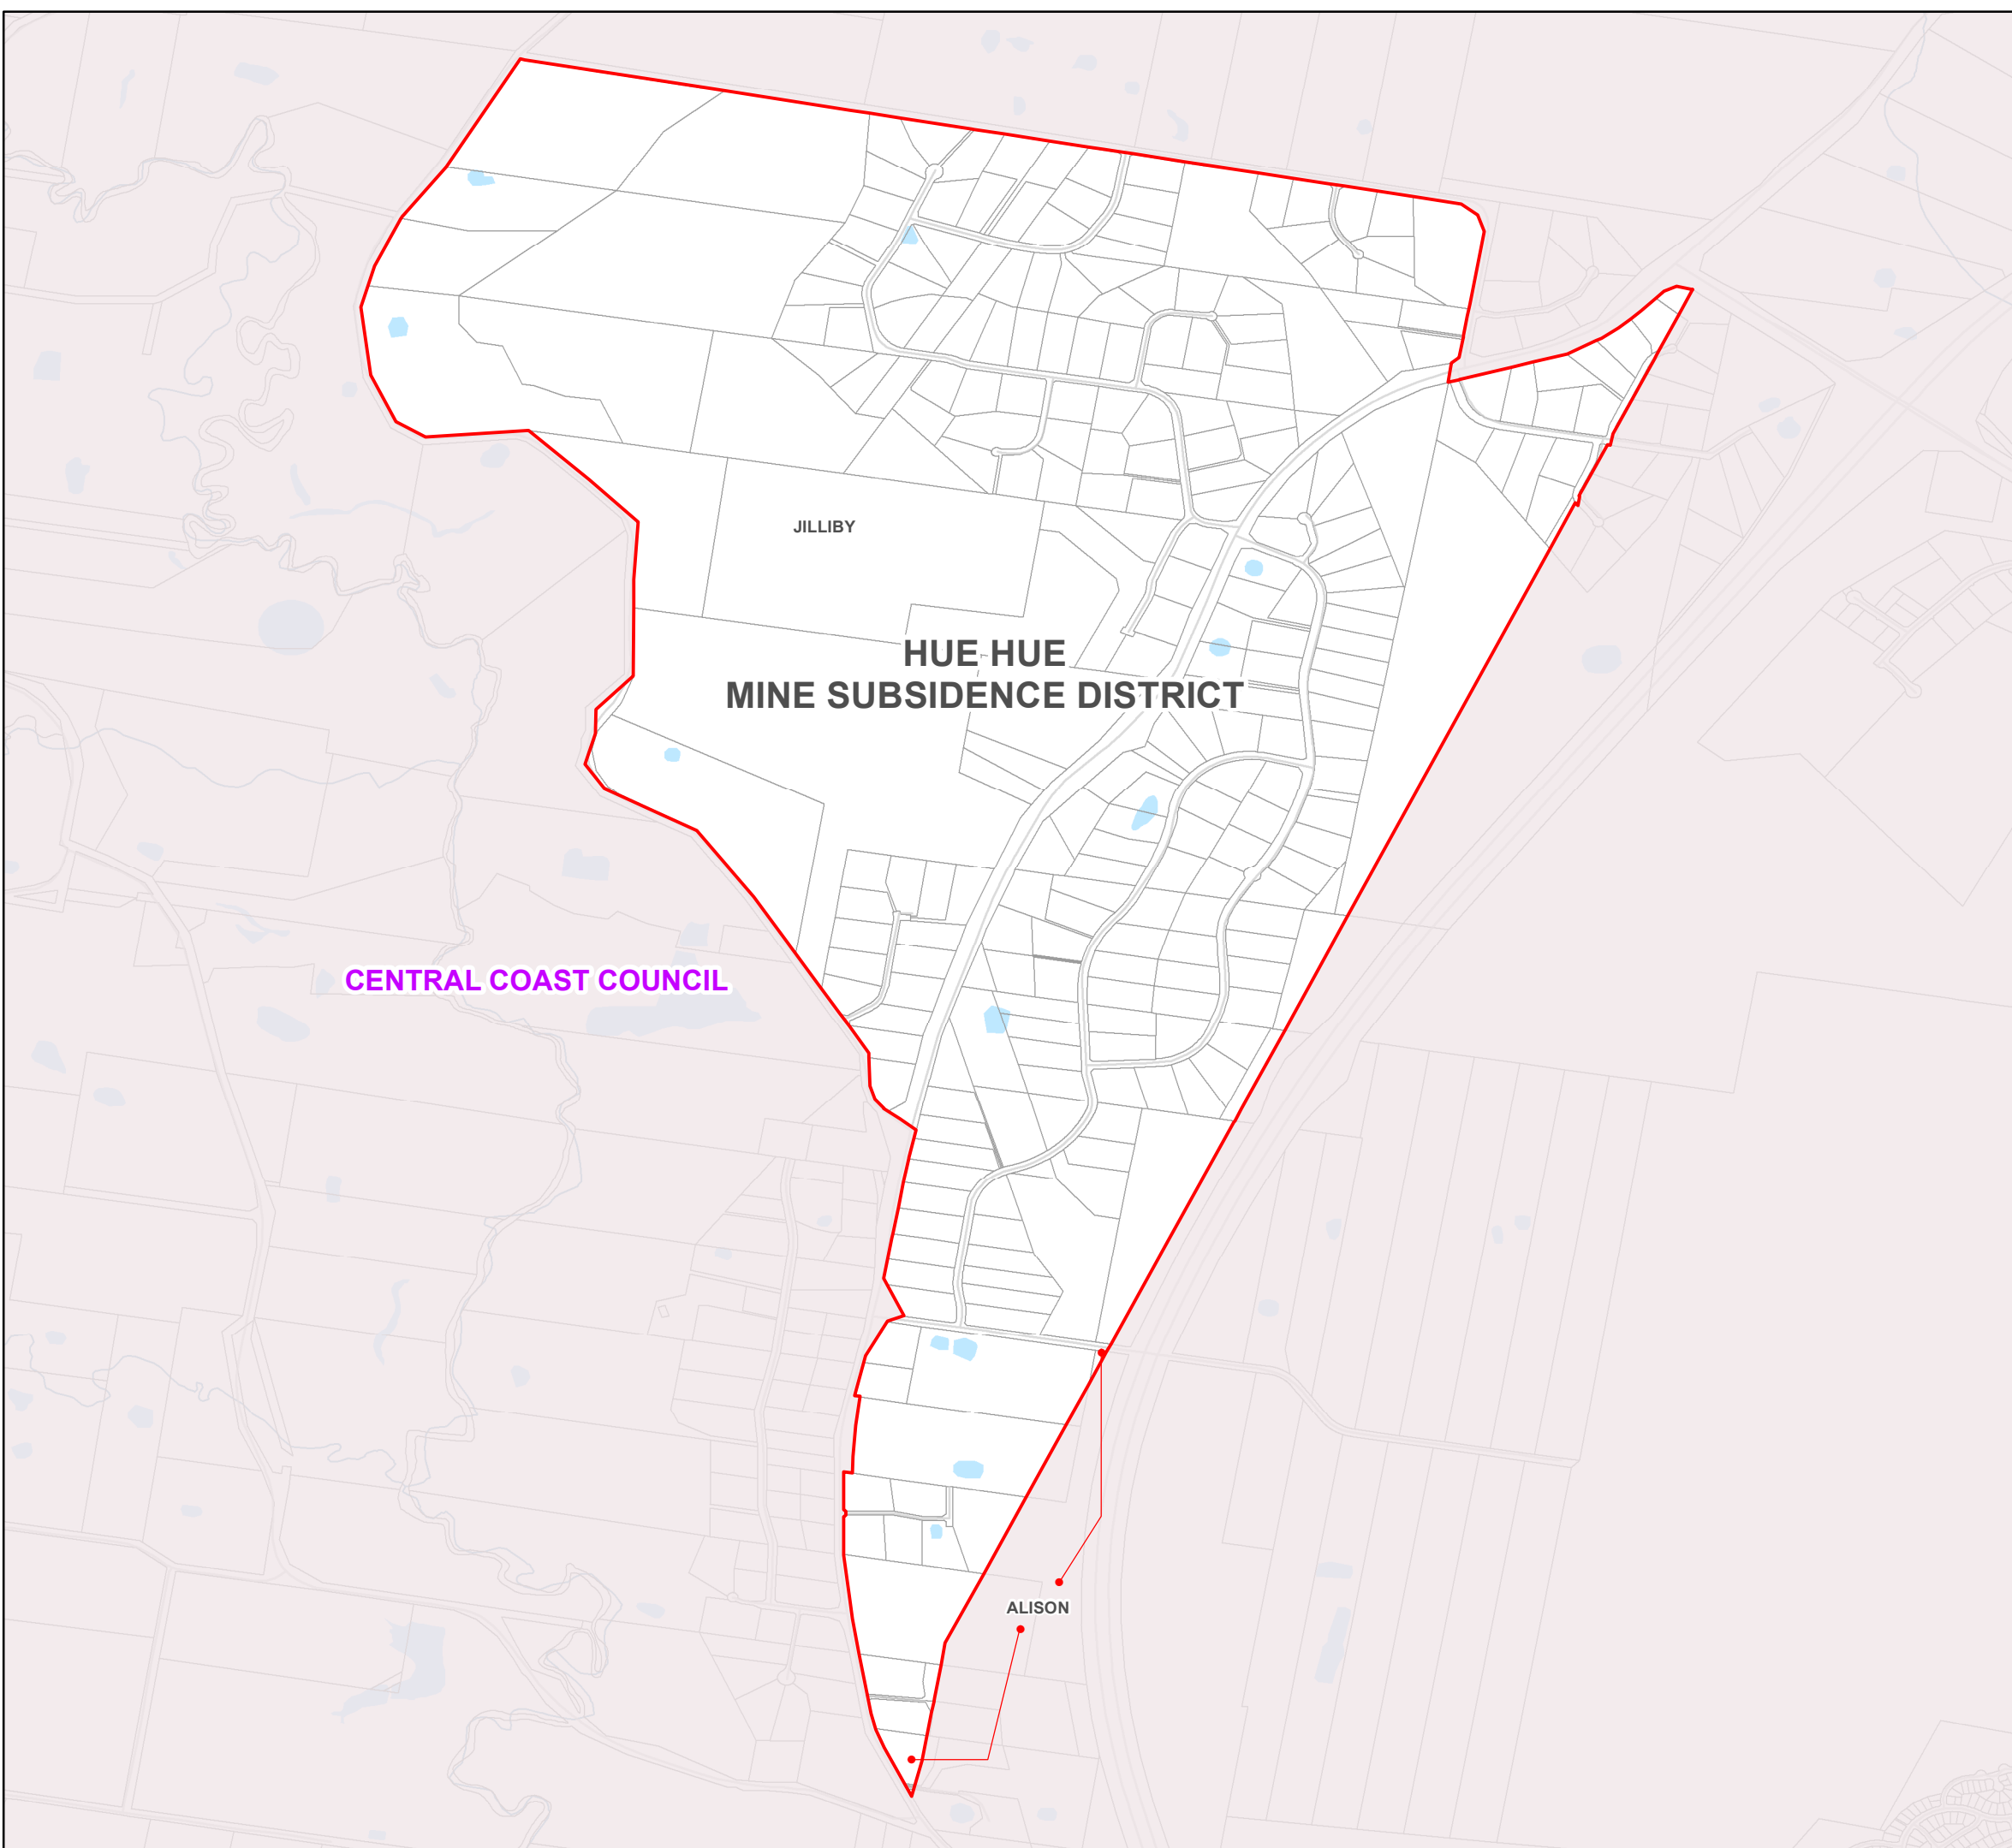 JILLIBY
HUE HUE
MINE SUBSIDENCE DISTRICT
CENTRAL COAST COUNCIL
ALISON